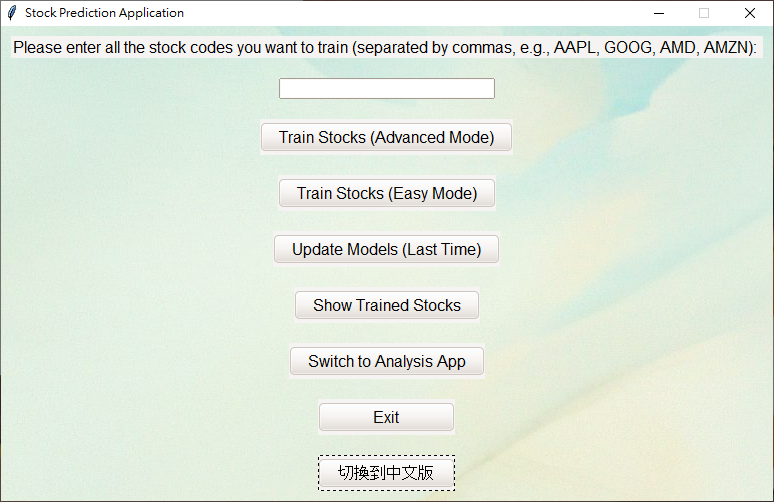 Stock Prediction Application
Please enter all the stock codes you want to train (separated by commas, e.g., AAPL, GOOG, AMD, AMZN):
Train Stocks (Advanced Mode)
Train Stocks (Easy Mode)
Update Models (Last Time)
Show Trained Stocks
Switch to Analysis App
Exit
切換到中文版